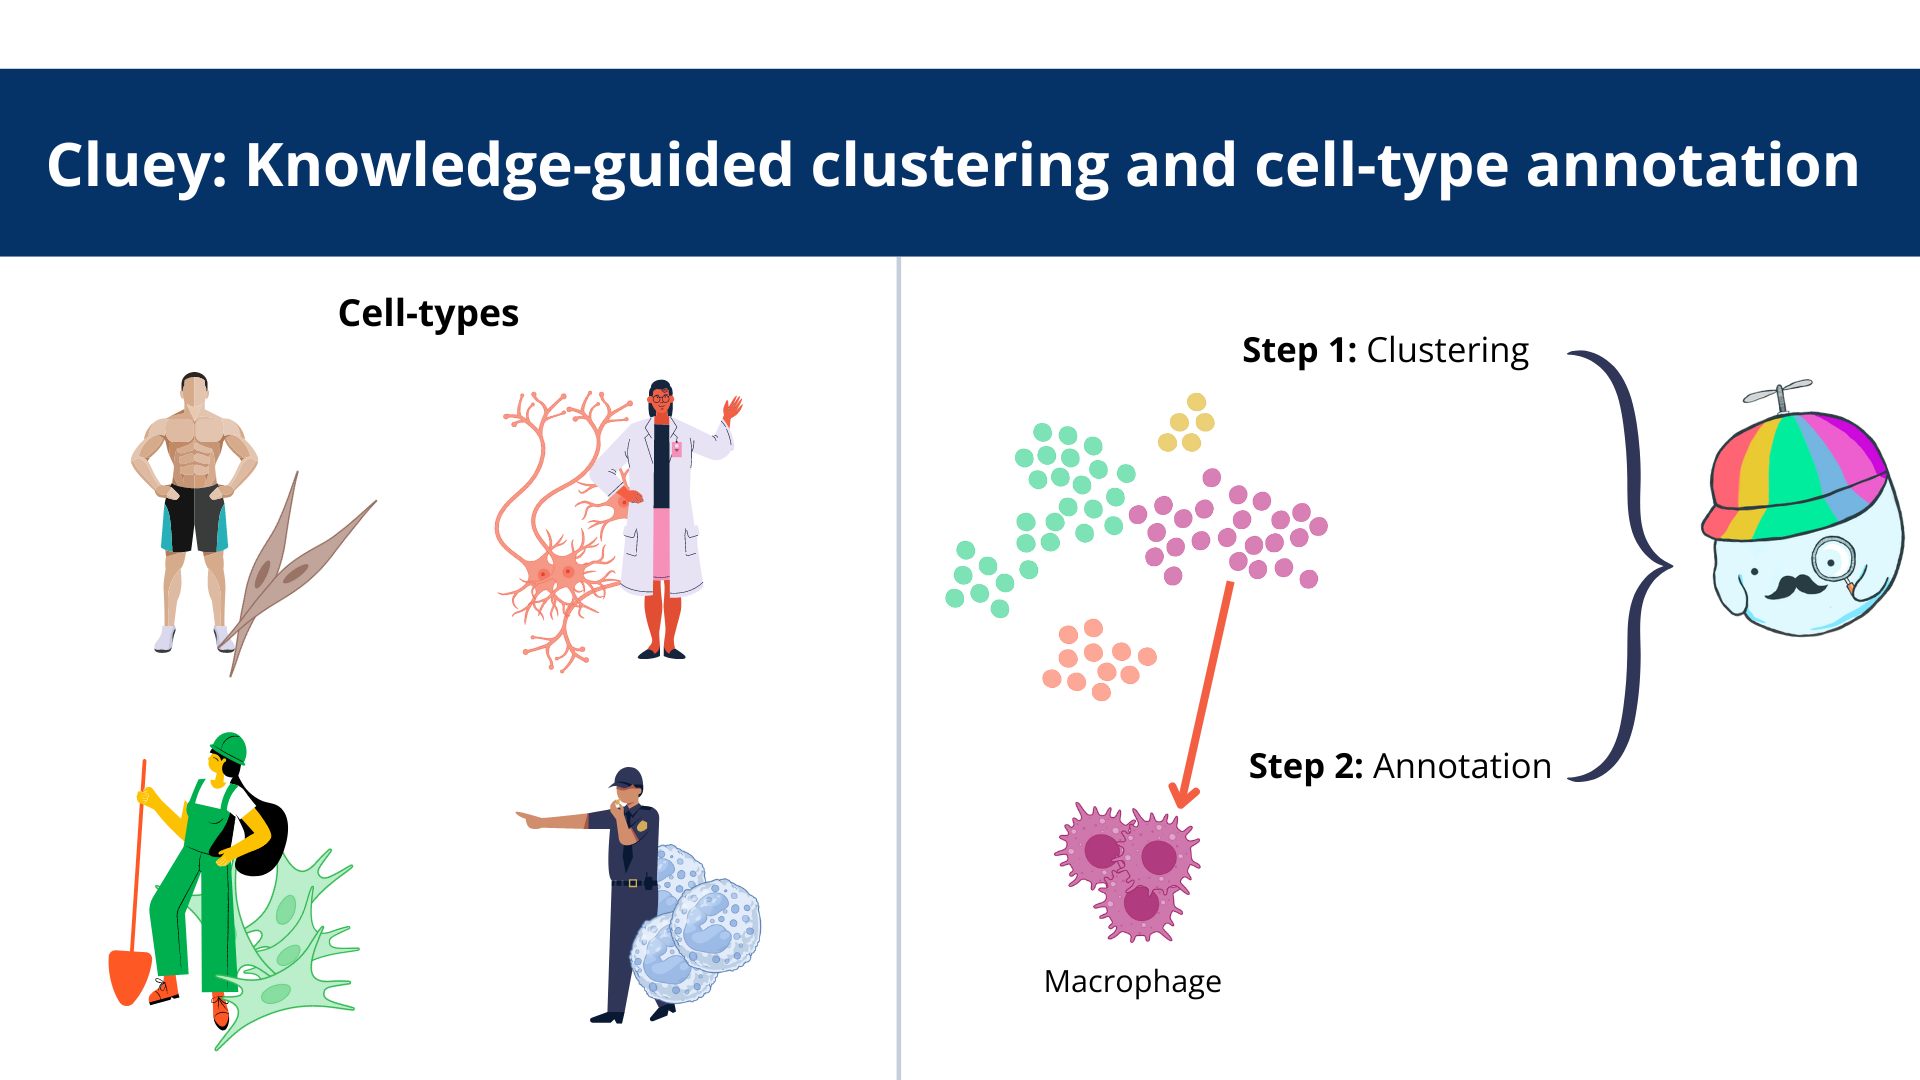 Cluey: Knowledge-guided clustering and cell-type annotation
Cell-types
Step 1: Clustering
Step 2: Annotation
Macrophage